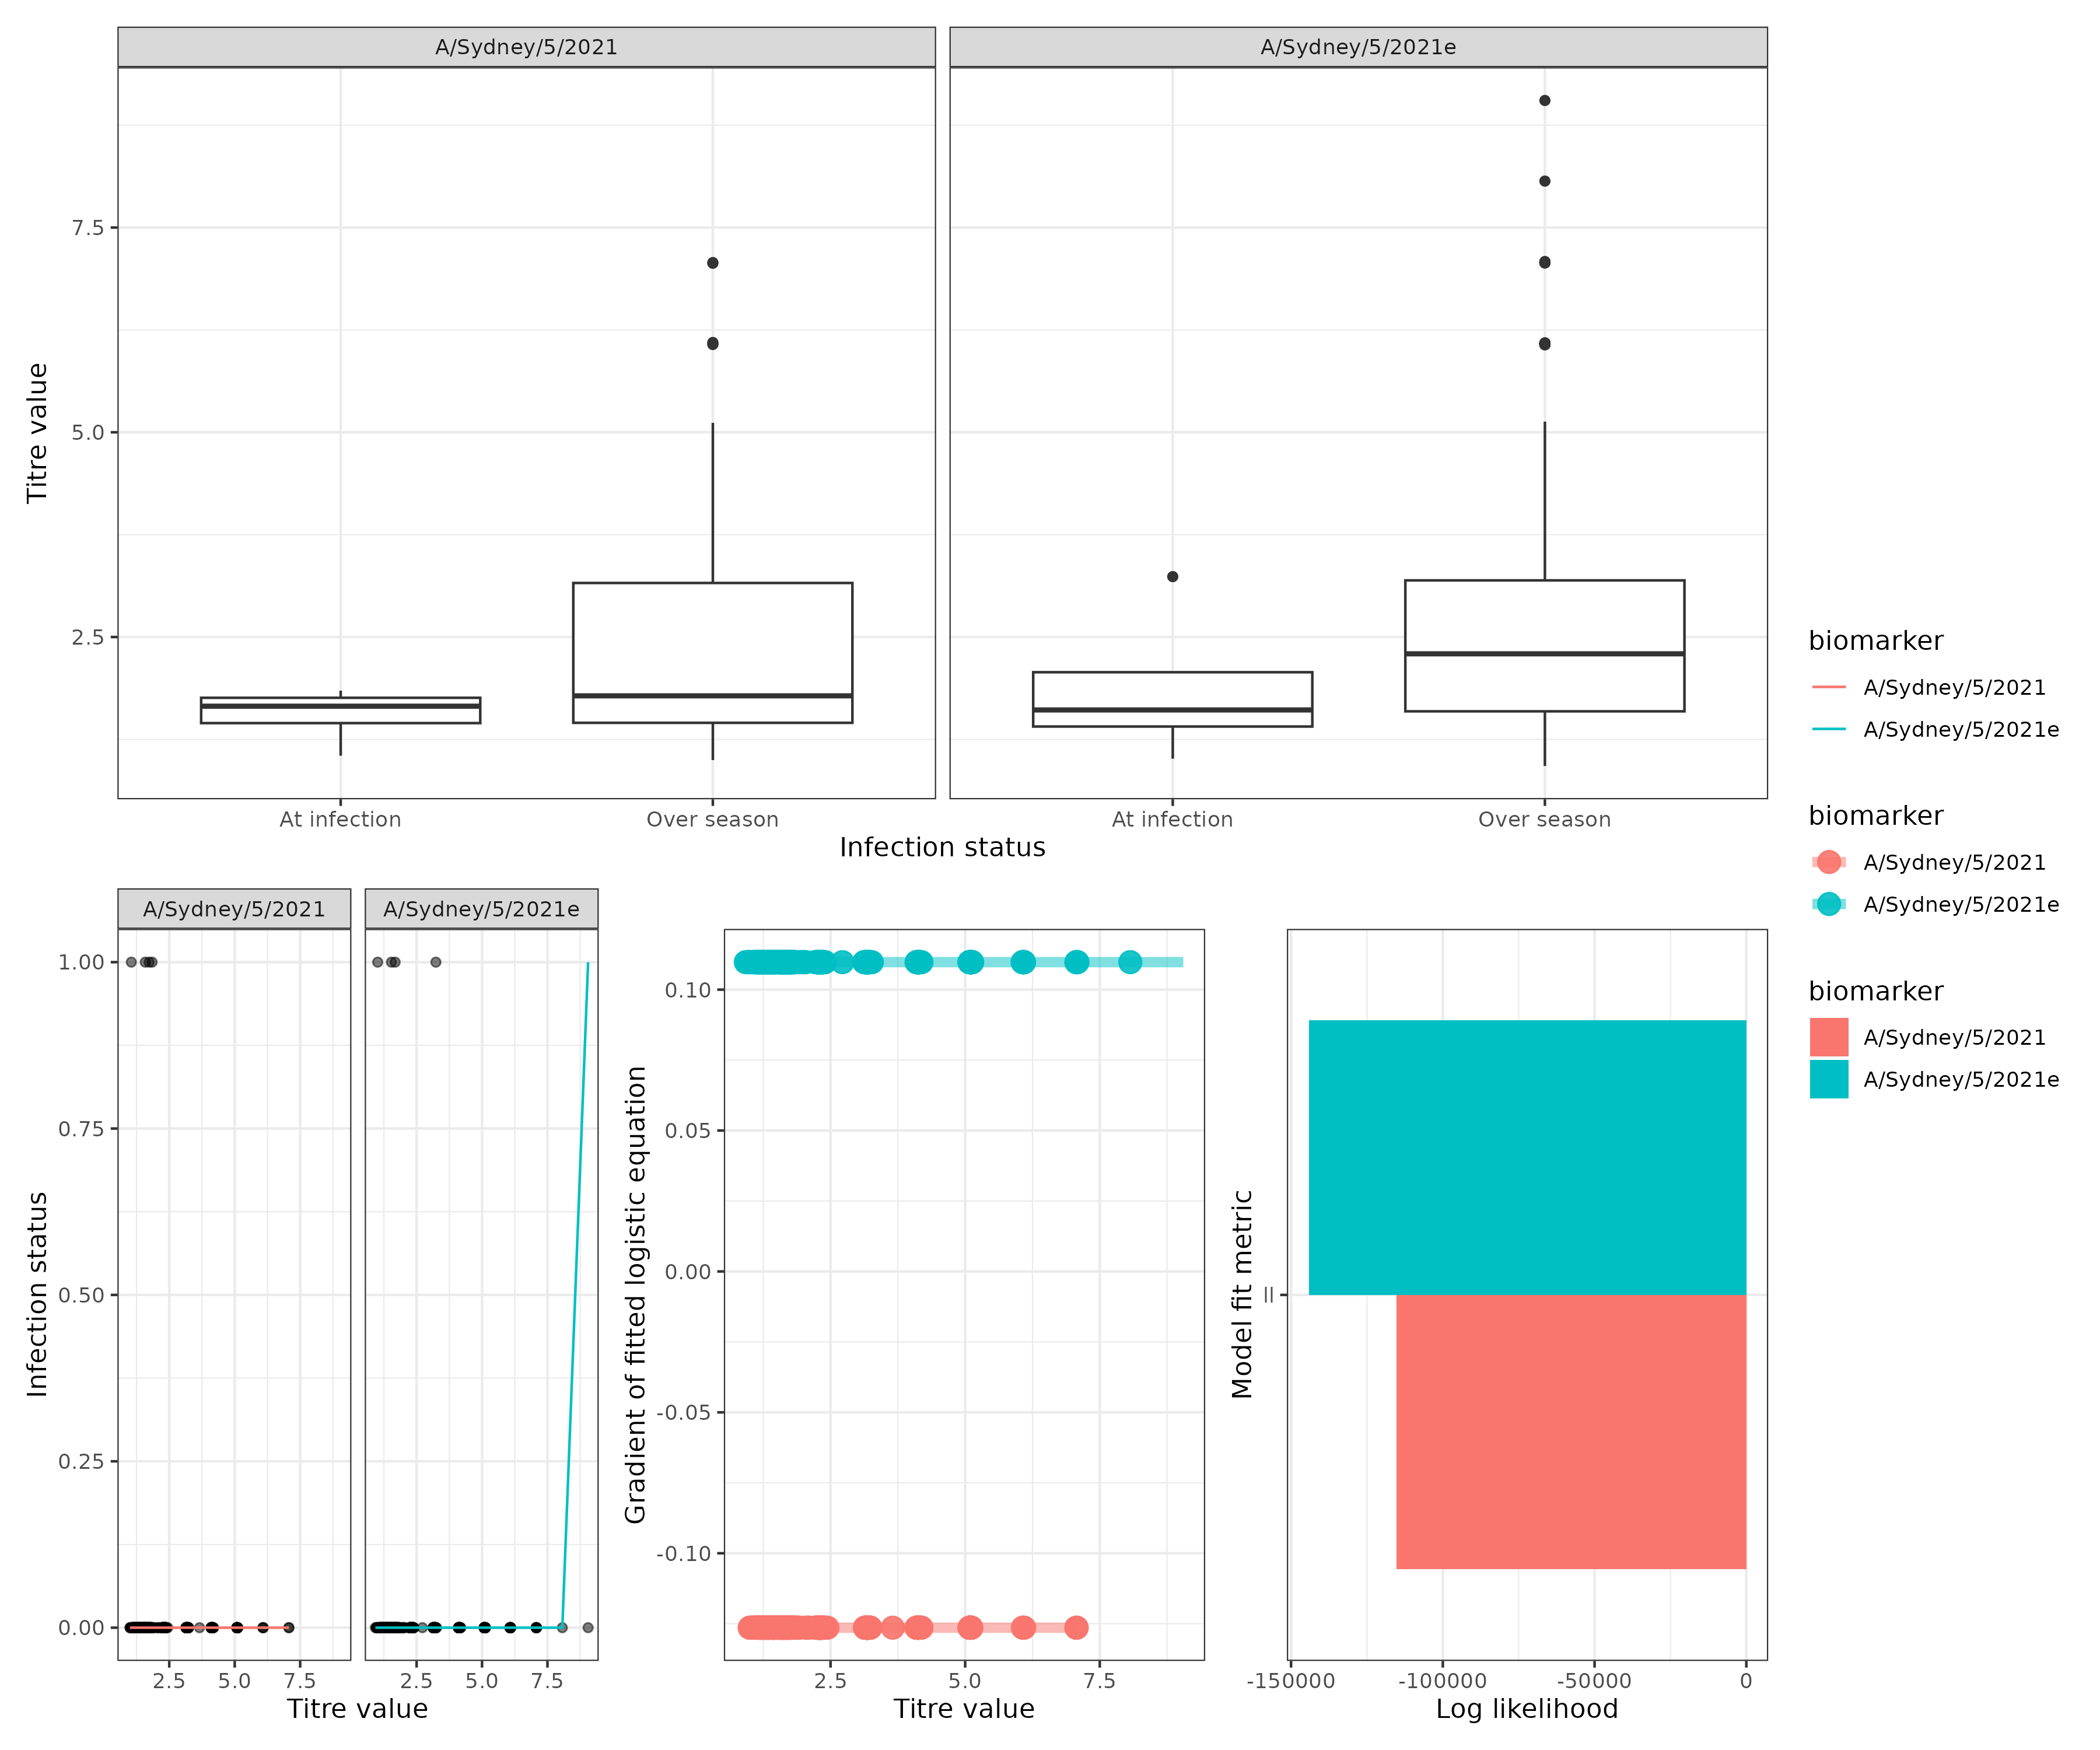 A/Sydney/5/2021
A/Sydney/5/2021e
Titre value
7.5
5.0
2.5
At infection
Over season
At infection
Over season
Infection status
biomarker
A/Sydney/5/2021
A/Sydney/5/2021e
biomarker
A/Sydney/5/2021
A/Sydney/5/2021e
biomarker
A/Sydney/5/2021
A/Sydney/5/2021e
A/Sydney/5/2021
A/Sydney/5/2021e
Infection status
1.00
0.75
0.50
0.25
0.00
2.5
5.0
7.5
2.5
5.0
7.5
Titre value
Gradient of fitted logistic equation
0.10
0.05
0.00
-0.05
-0.10
2.5
5.0
7.5
Titre value
Model fit metric
ll
-150000
-100000
-50000
0
Log likelihood